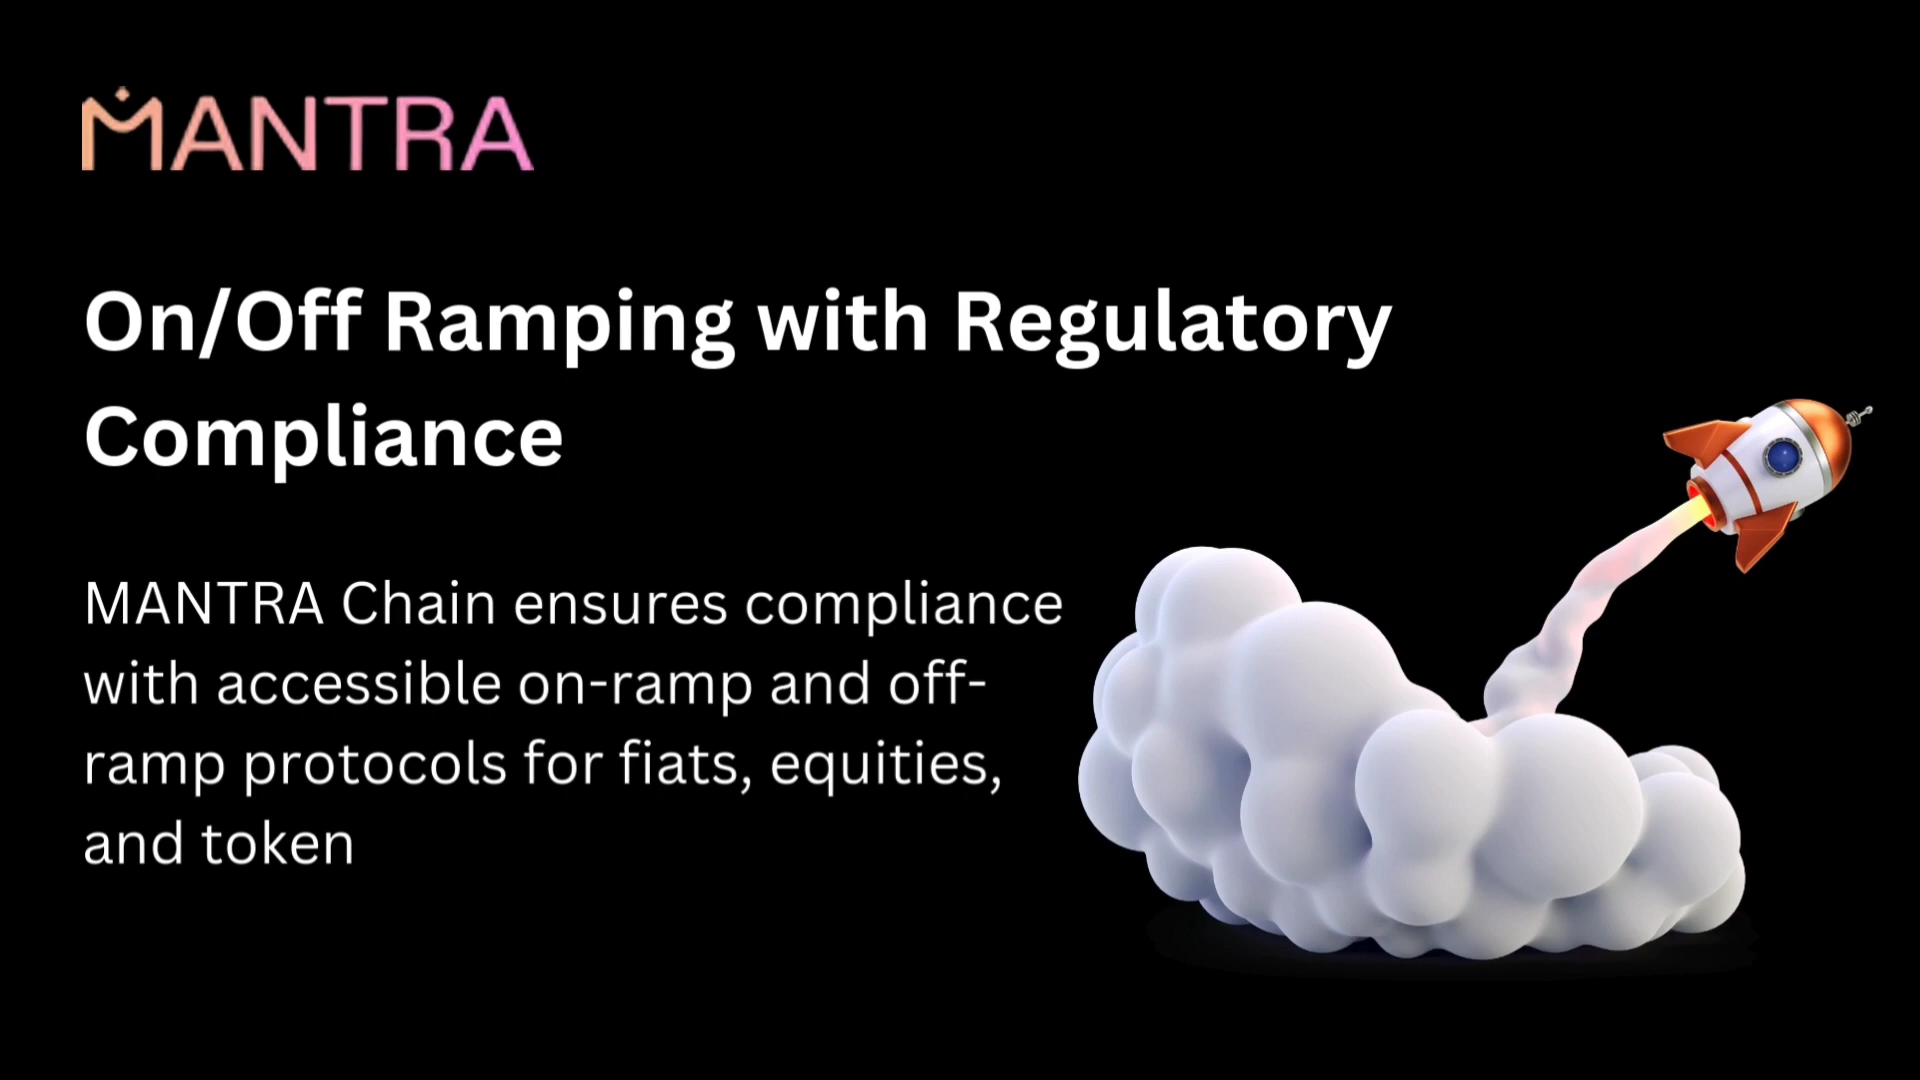 MANTRA
On/Off Ramping with Regulatory
Compliance
MANTRA Chain ensures compliance
with accessible on-ramp and off-
ramp protocols for fiats, equities,
and token